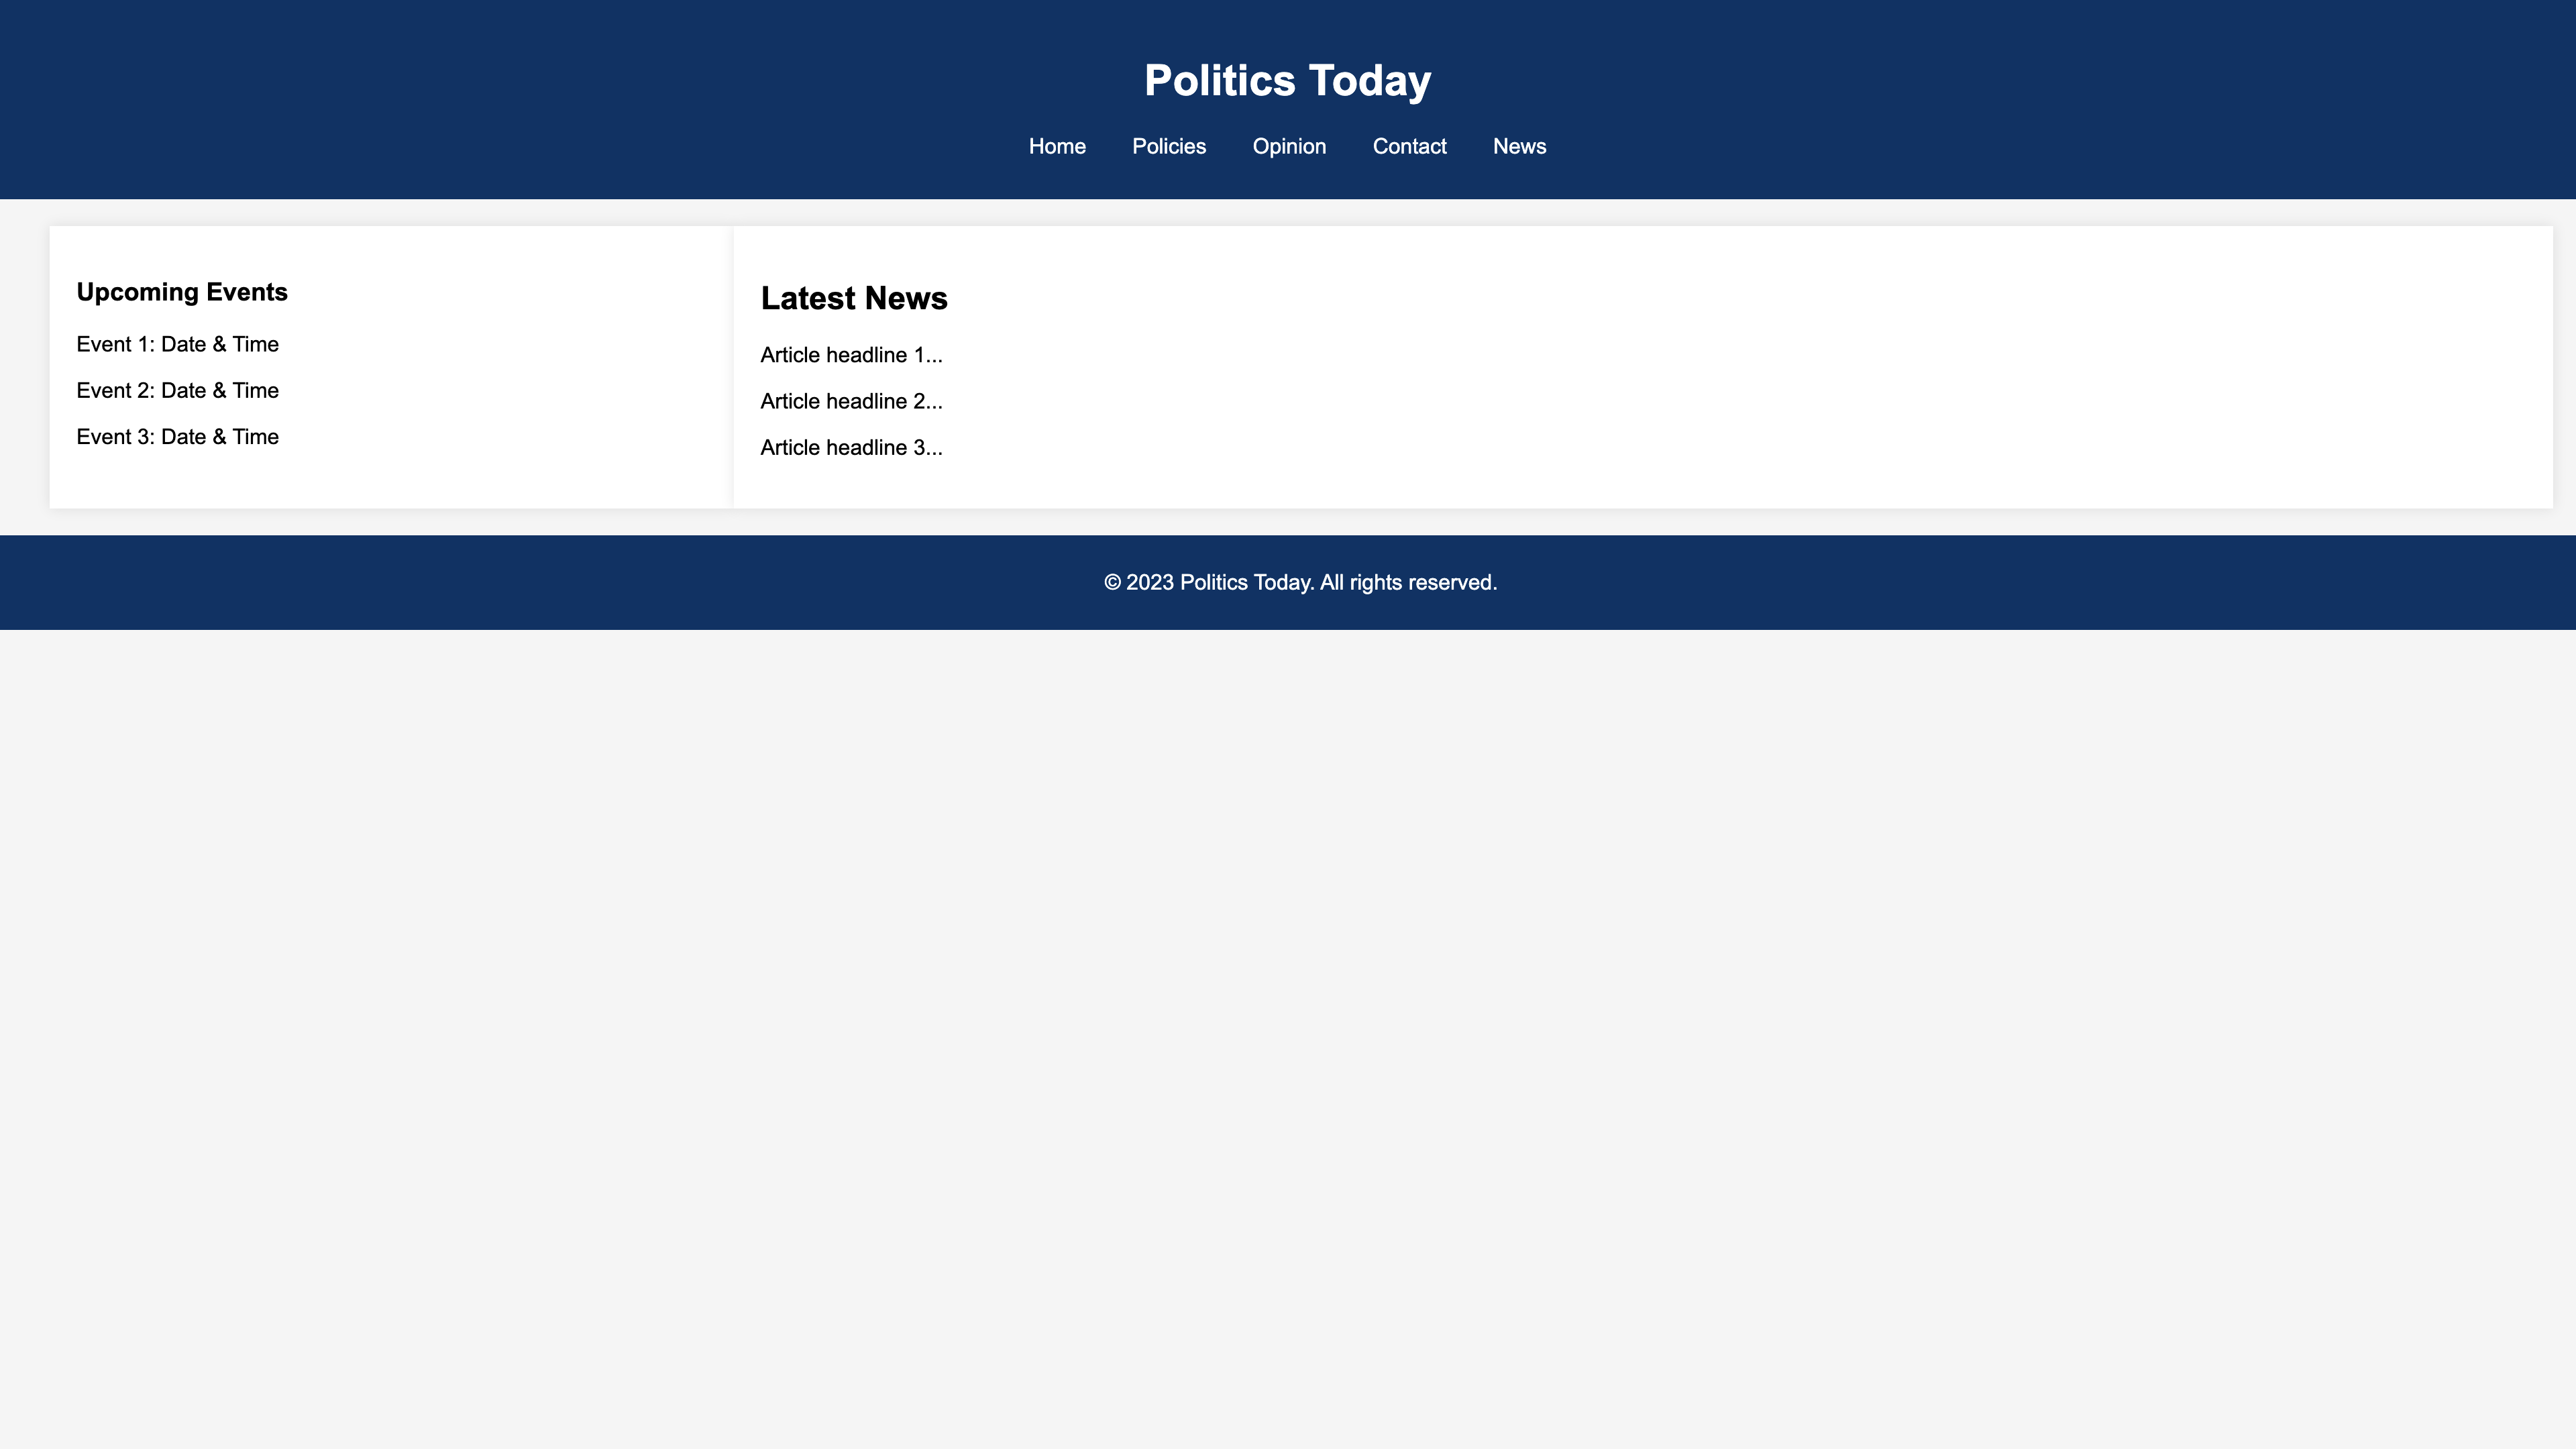 Politics Today
Home Policies Opinion Contact News
Upcoming Events
Event 1: Date & Time
Event 2: Date & Time
Event 3: Date & Time
Latest News
Article headline 1...
Article headline 2...
Article headline 3...
© 2023 Politics Today. All rights reserved.